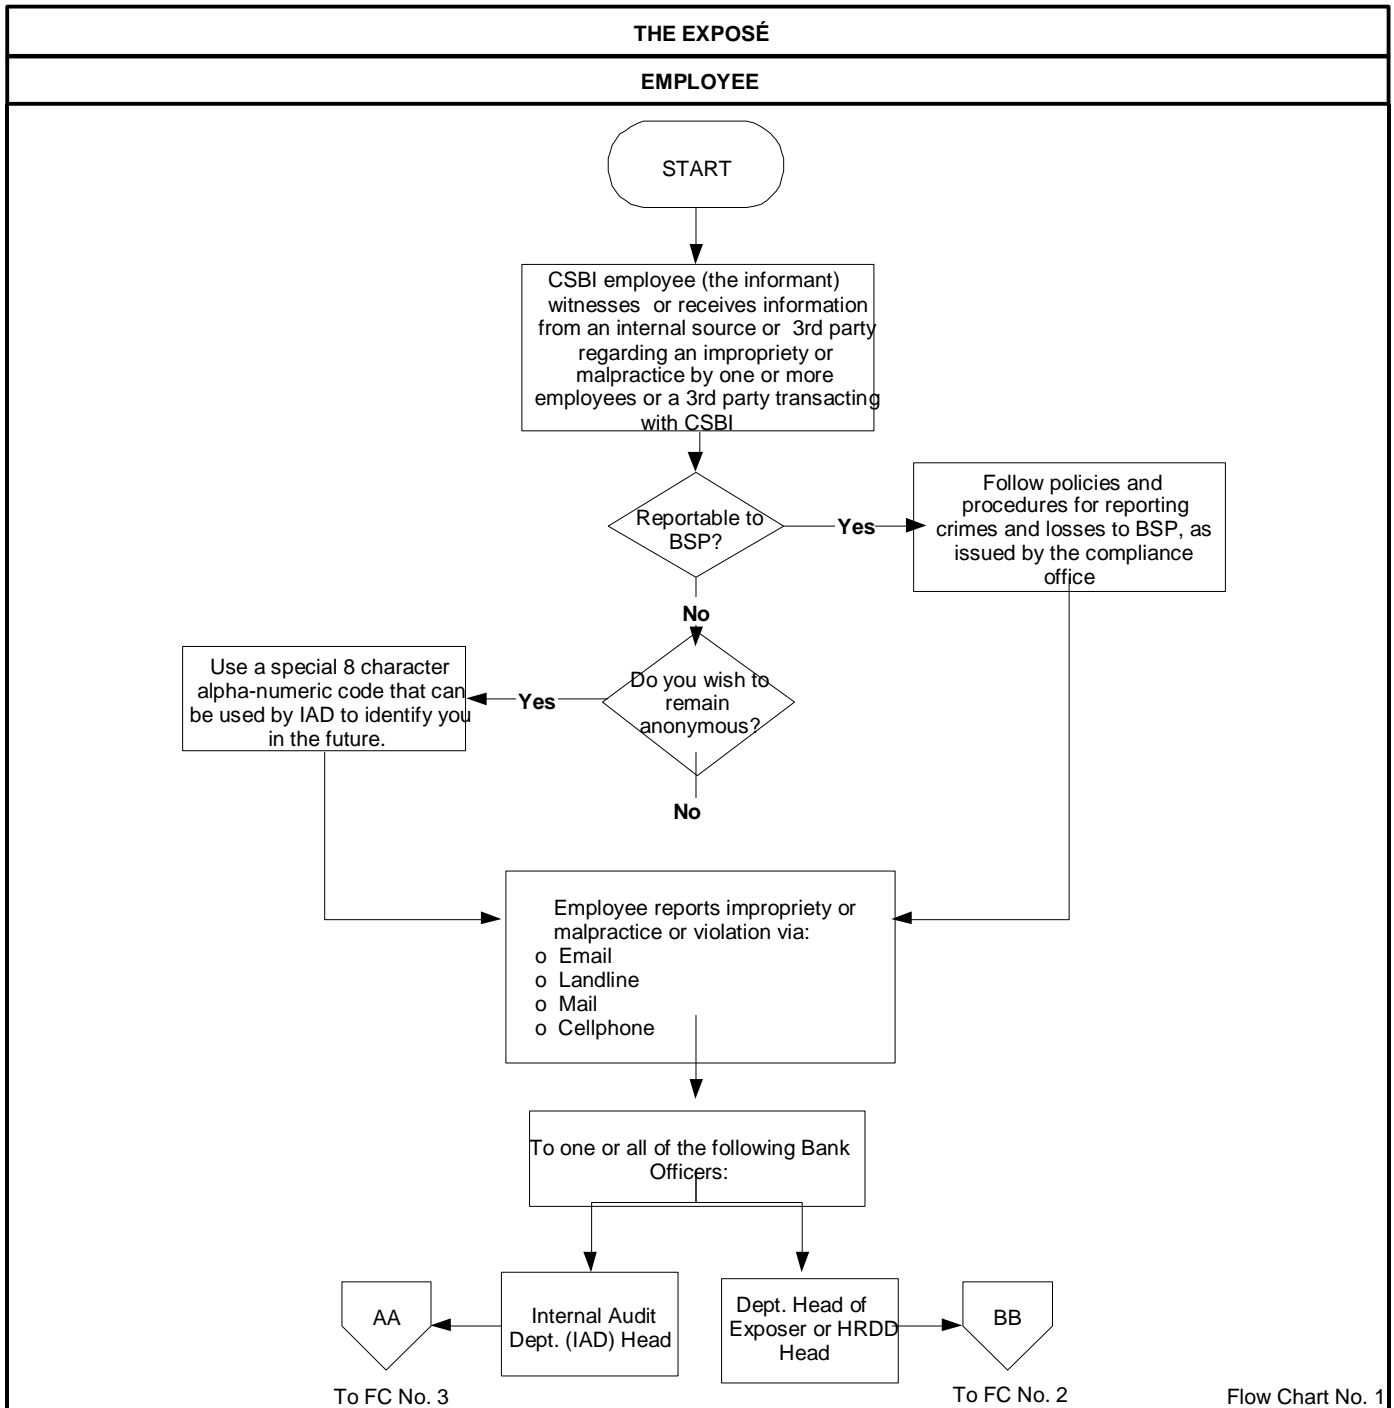 THE EXPOSÉ
EMPLOYEE
START
CSBI employee (the informant)
witnesses or receives information
from an internal source or 3rd party
regarding an impropriety or
malpractice by one or more
employees or a 3rd party transacting
with CSBI
Reportable to
BSP?
Yes
Follow policies and
procedures for reporting
crimes and losses to BSP, as
issued by the compliance
office
No
Do you wish to
remain
anonymous?
Yes
Use a special 8 character
alpha-numeric code that can
be used by IAD to identify you
in the future.
No
Employee reports impropriety or
malpractice or violation via:
o Email
o Landline
o Mail
o Cellphone
To one or all of the following Bank
Officers:
AA
Internal Audit
Dept. (IAD) Head
Dept. Head of
Exposer or HRDD
Head
BB
To FC No. 3
To FC No. 2
Flow Chart No. 1